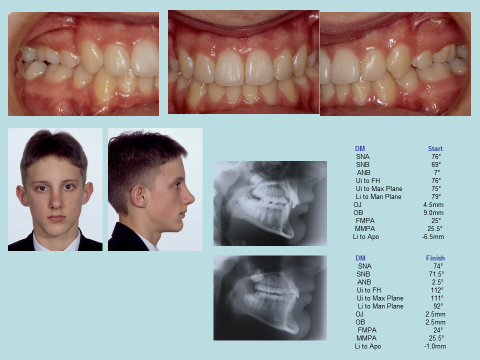 DM Start
SNA 76°
SNB 69°
ANB 7°
Ui to FH 76°
Ui to Max Plane 75°
Li to Man Plane 79°
OJ 4.5mm
OB 9.0mm
FMPA 25°
MMPA 25.5°
Li to Apo -6.5mm
DM Finish
SNA 74°
SNB 71.5°
ANB 2.5°
Ui to FH 112°
Ui to Max Plane 111°
Li to Man Plane 92°
OJ 2.5mm
OB 2.5mm
FMPA 24°
MMPA 25.5°
Li to Apo -1.0mm